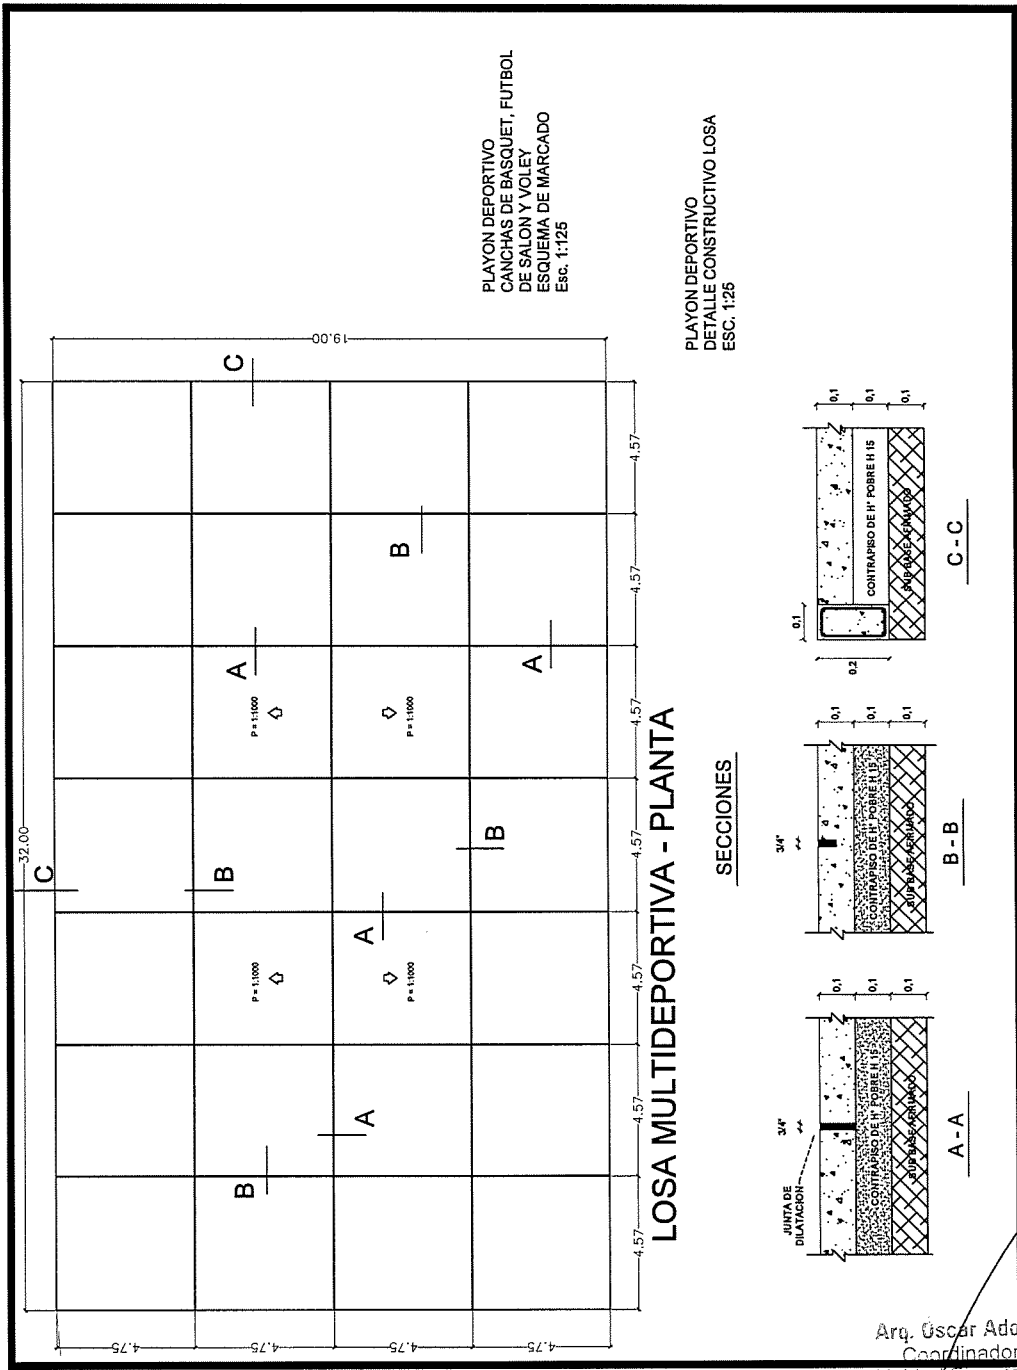 32.00
19.00
4.75
4.75
4.75
4.75
C
C
B
B
B
B
A
A
A
A
P = 1:1000
P = 1:1000
P = 1:1000
P = 1:1000
4.57
4.57
4.57
4.57
4.57
4.57
4.57
LOSA MULTIDEPORTIVA - PLANTA
PLAYON DEPORTIVO
CANCHAS DE BASQUET, FUTBOL
DE SALON Y VOLEY
ESQUEMA DE MARCADO
Esc. 1:125
PLAYON DEPORTIVO
DETALLE CONSTRUCTIVO LOSA
ESC. 1:25
SECCIONES
JUNTA DE
DILATACION
3/4"
0,1
0,1
0,1
CONTRAPISO DE H° POBRE H 15
SUB BASE AFIRMADO
A - A
3/4"
0,1
0,1
0,1
CONTRAPISO DE H° POBRE H 15
SUB BASE AFIRMADO
B - B
0,1
0,2
0,1
0,1
0,1
CONTRAPISO DE H° POBRE H 15
SUB BASE AFIRMADO
C - C
Arq. Oscar Ado
Coordinador